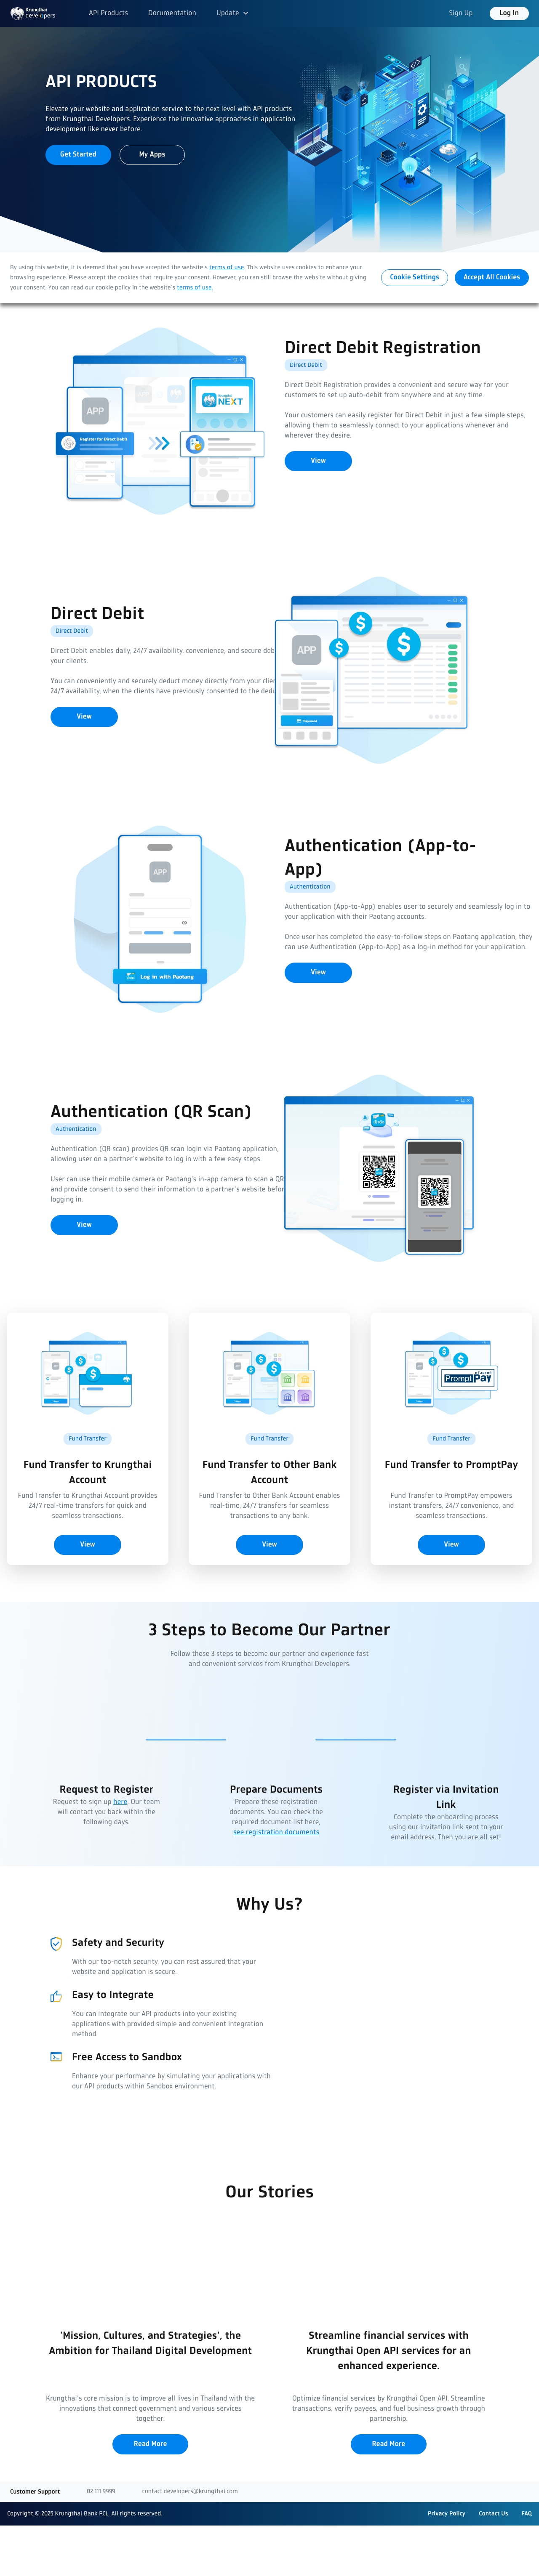 Krungthai
developers
API Products
Documentation
Update
Sign Up
Log In
API PRODUCTS
Elevate your website and application service to the next level with API products
from Krungthai Developers. Experience the innovative approaches in application
development like never before.
Get Started
My Apps
By using this website, it is deemed that you have accepted the website's terms of use. This website uses cookies to enhance your
browsing experience. Please accept the cookies that require your consent. However, you can still browse the website without giving
your consent. You can read our cookie policy in the website's terms of use.
Cookie Settings
Accept All Cookies
APP
Register for Direct Debit
Krungthai
NEXT
Direct Debit Registration
Direct Debit
Direct Debit Registration provides a convenient and secure way for your
customers to set up auto-debit from anywhere and at any time.
Your customers can easily register for Direct Debit in just a few simple steps,
allowing them to seamlessly connect to your applications whenever and
wherever they desire.
View
Direct Debit
Direct Debit
Direct Debit enables daily, 24/7 availability, convenience, and secure deb
your clients.
You can conveniently and securely deduct money directly from your clien
24/7 availability, when the clients have previously consented to the dedu
View
APP
Payment
APP
Log in with Paotang
Authentication (App-to-
App)
Authentication
Authentication (App-to-App) enables user to securely and seamlessly log in to
your application with their Paotang accounts.
Once user has completed the easy-to-follow steps on Paotang application, they
can use Authentication (App-to-App) as a log-in method for your application.
View
Authentication (QR Scan)
Authentication
Authentication (QR scan) provides QR scan login via Paotang application,
allowing user on a partner's website to log in with a few easy steps.
User can use their mobile camera or Paotang's in-app camera to scan a QR
and provide consent to send their information to a partner's website befor
logging in.
View
Fund Transfer
Fund Transfer to Krungthai
Account
Fund Transfer to Krungthai Account provides
24/7 real-time transfers for quick and
seamless transactions.
View
Fund Transfer
Fund Transfer to Other Bank
Account
Fund Transfer to Other Bank Account enables
real-time, 24/7 transfers for seamless
transactions to any bank.
View
PromptPay
Fund Transfer
Fund Transfer to PromptPay
Fund Transfer to PromptPay empowers
instant transfers, 24/7 convenience, and
seamless transactions.
View
3 Steps to Become Our Partner
Follow these 3 steps to become our partner and experience fast
and convenient services from Krungthai Developers.
Request to Register
Request to sign up here. Our team
will contact you back within the
following days.
Prepare Documents
Prepare these registration
documents. You can check the
required document list here,
see registration documents
Register via Invitation
Link
Complete the onboarding process
using our invitation link sent to your
email address. Then you are all set!
Why Us?
Safety and Security
With our top-notch security, you can rest assured that your
website and application is secure.
Easy to Integrate
You can integrate our API products into your existing
applications with provided simple and convenient integration
method.
Free Access to Sandbox
Enhance your performance by simulating your applications with
our API products within Sandbox environment.
Our Stories
'Mission, Cultures, and Strategies', the
Ambition for Thailand Digital Development
Krungthai's core mission is to improve all lives in Thailand with the
innovations that connect government and various services
together.
Read More
Streamline financial services with
Krungthai Open API services for an
enhanced experience.
Optimize financial services by Krungthai Open API. Streamline
transactions, verify payees, and fuel business growth through
partnership.
Read More
Customer Support
02 111 9999
contact.developers@krungthai.com
Copyright © 2025 Krungthai Bank PCL. All rights reserved.
Privacy Policy
Contact Us
FAQ